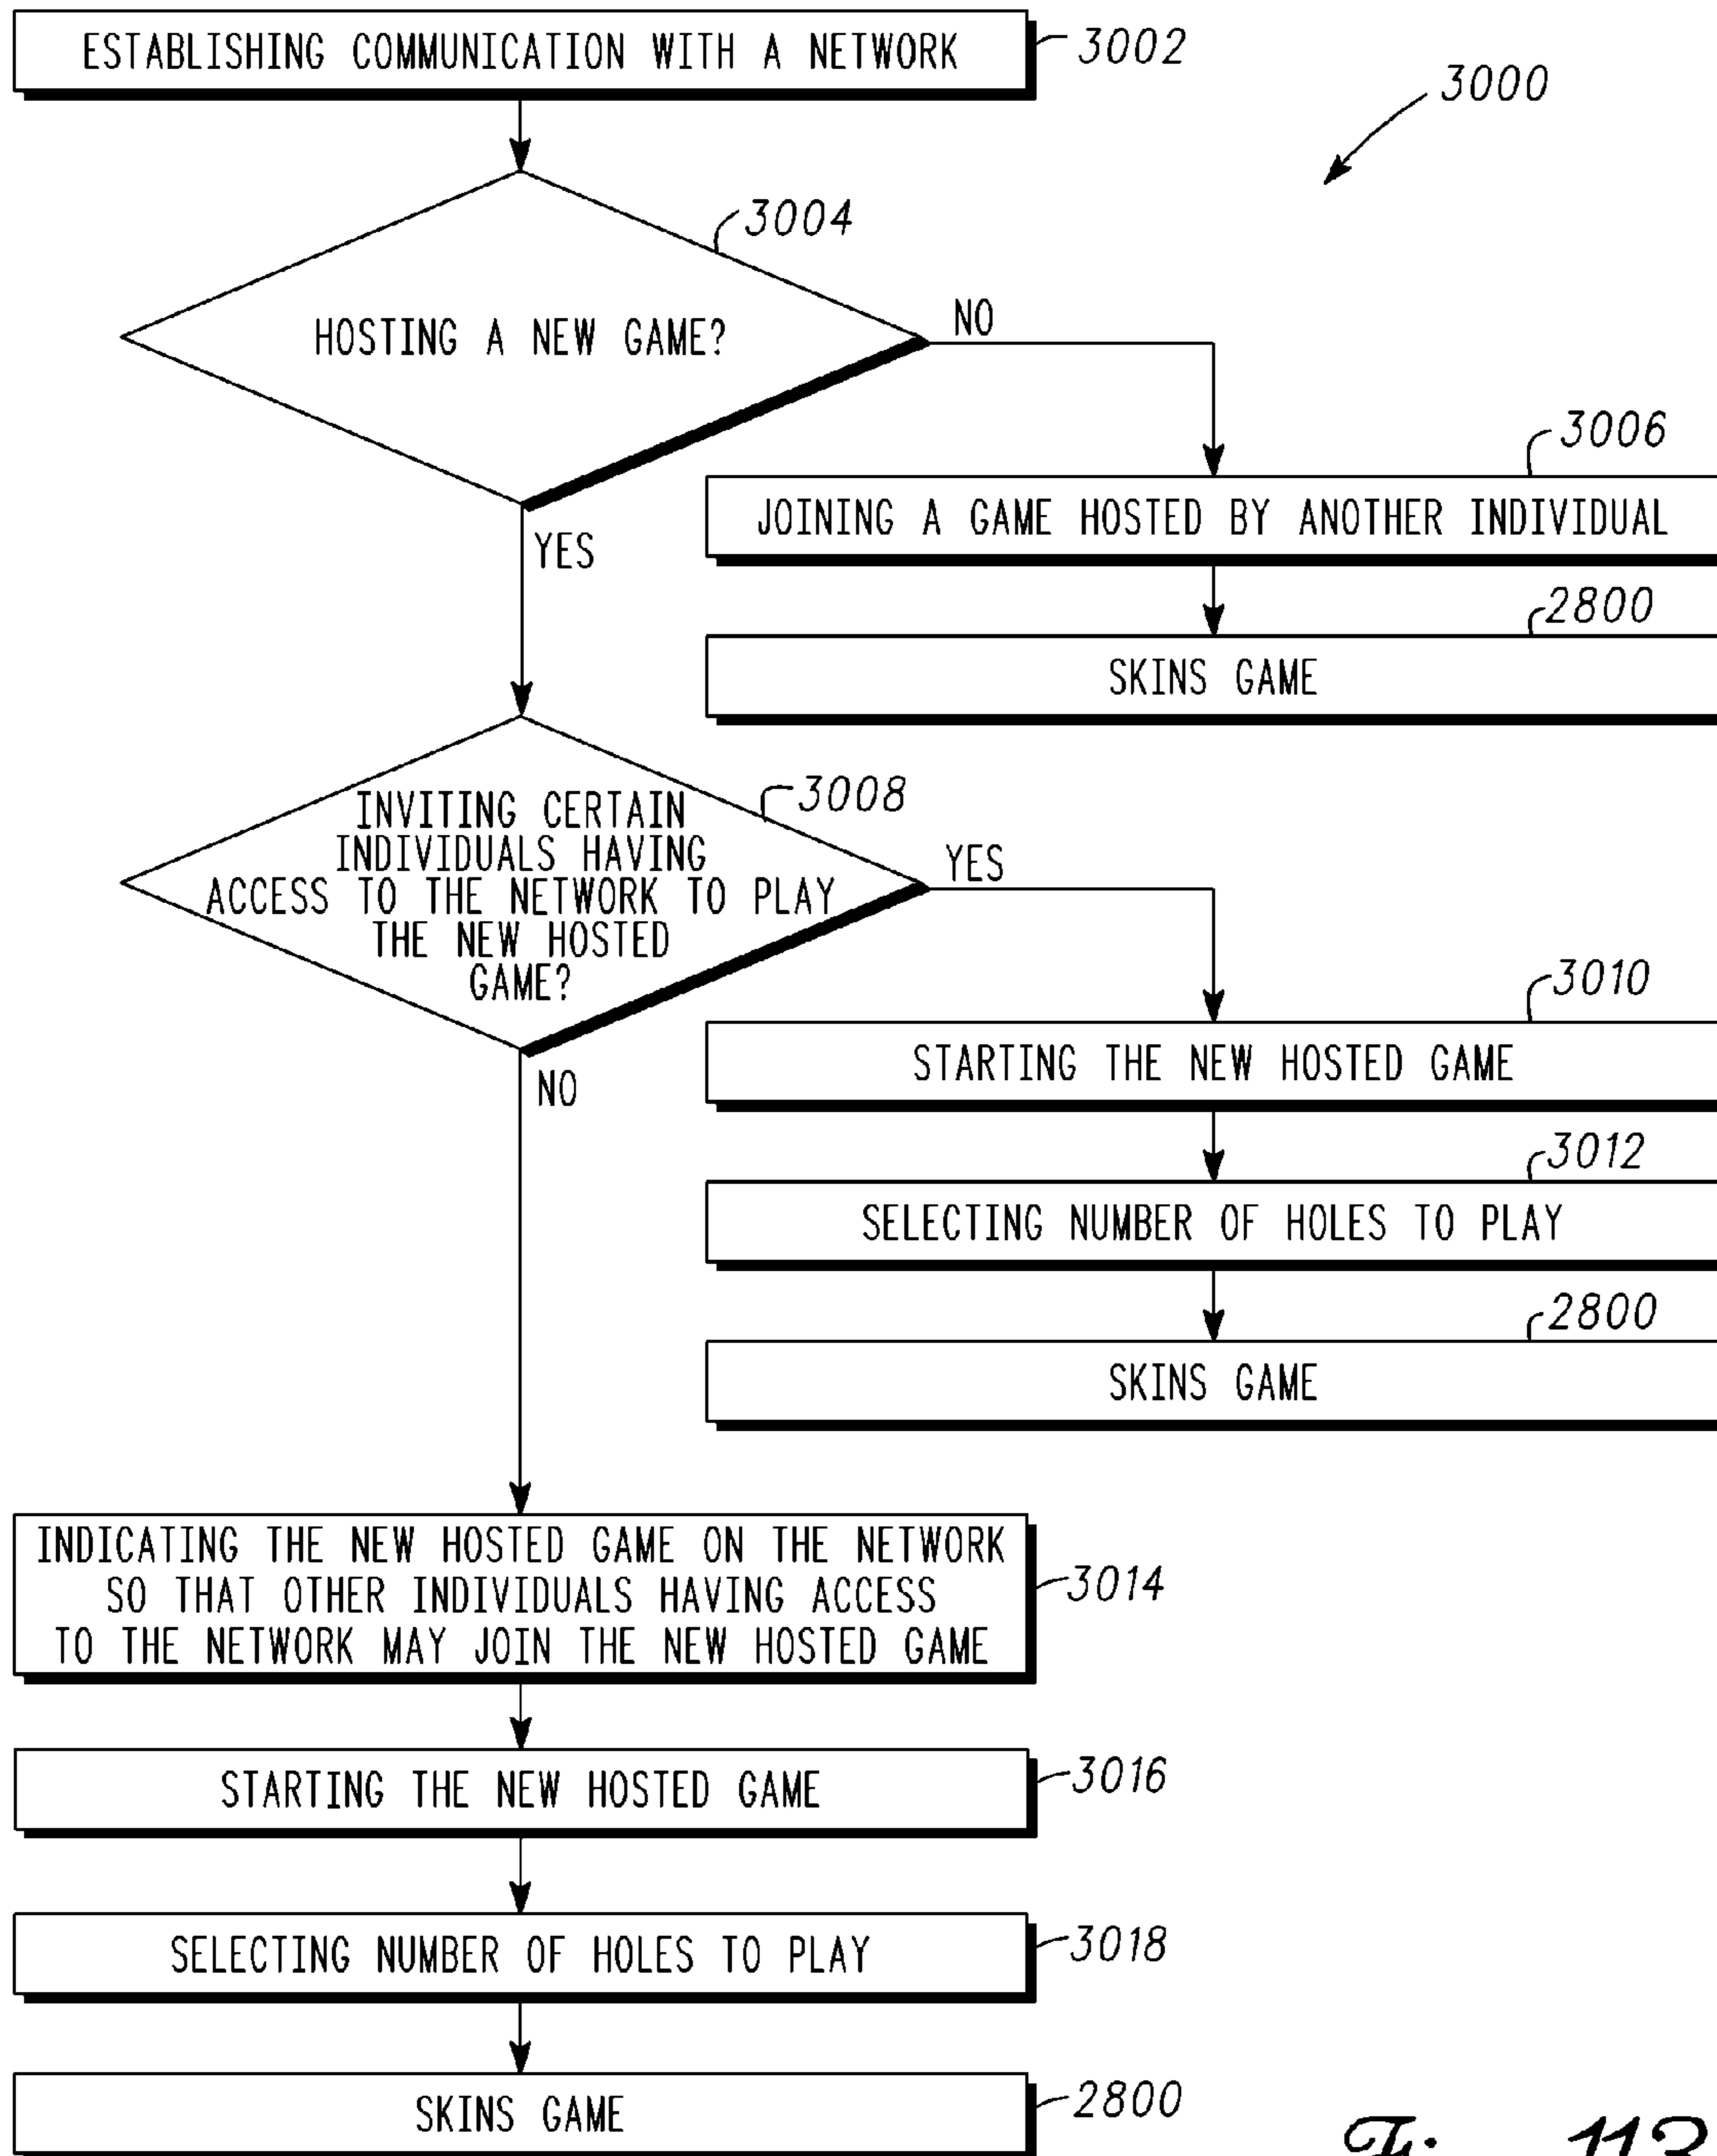 ESTABLISHING COMMUNICATION WITH A NETWORK
3002
3000
3004
HOSTING A NEW GAME?
NO
YES
3006
JOINING A GAME HOSTED BY ANOTHER INDIVIDUAL
2800
SKINS GAME
3008
INVITING CERTAIN
INDIVIDUALS HAVING
ACCESS TO THE NETWORK TO PLAY
THE NEW HOSTED
GAME?
YES
NO
3010
STARTING THE NEW HOSTED GAME
3012
SELECTING NUMBER OF HOLES TO PLAY
2800
SKINS GAME
INDICATING THE NEW HOSTED GAME ON THE NETWORK
SO THAT OTHER INDIVIDUALS HAVING ACCESS
TO THE NETWORK MAY JOIN THE NEW HOSTED GAME
3014
STARTING THE NEW HOSTED GAME
3016
SELECTING NUMBER OF HOLES TO PLAY
3018
SKINS GAME
2800